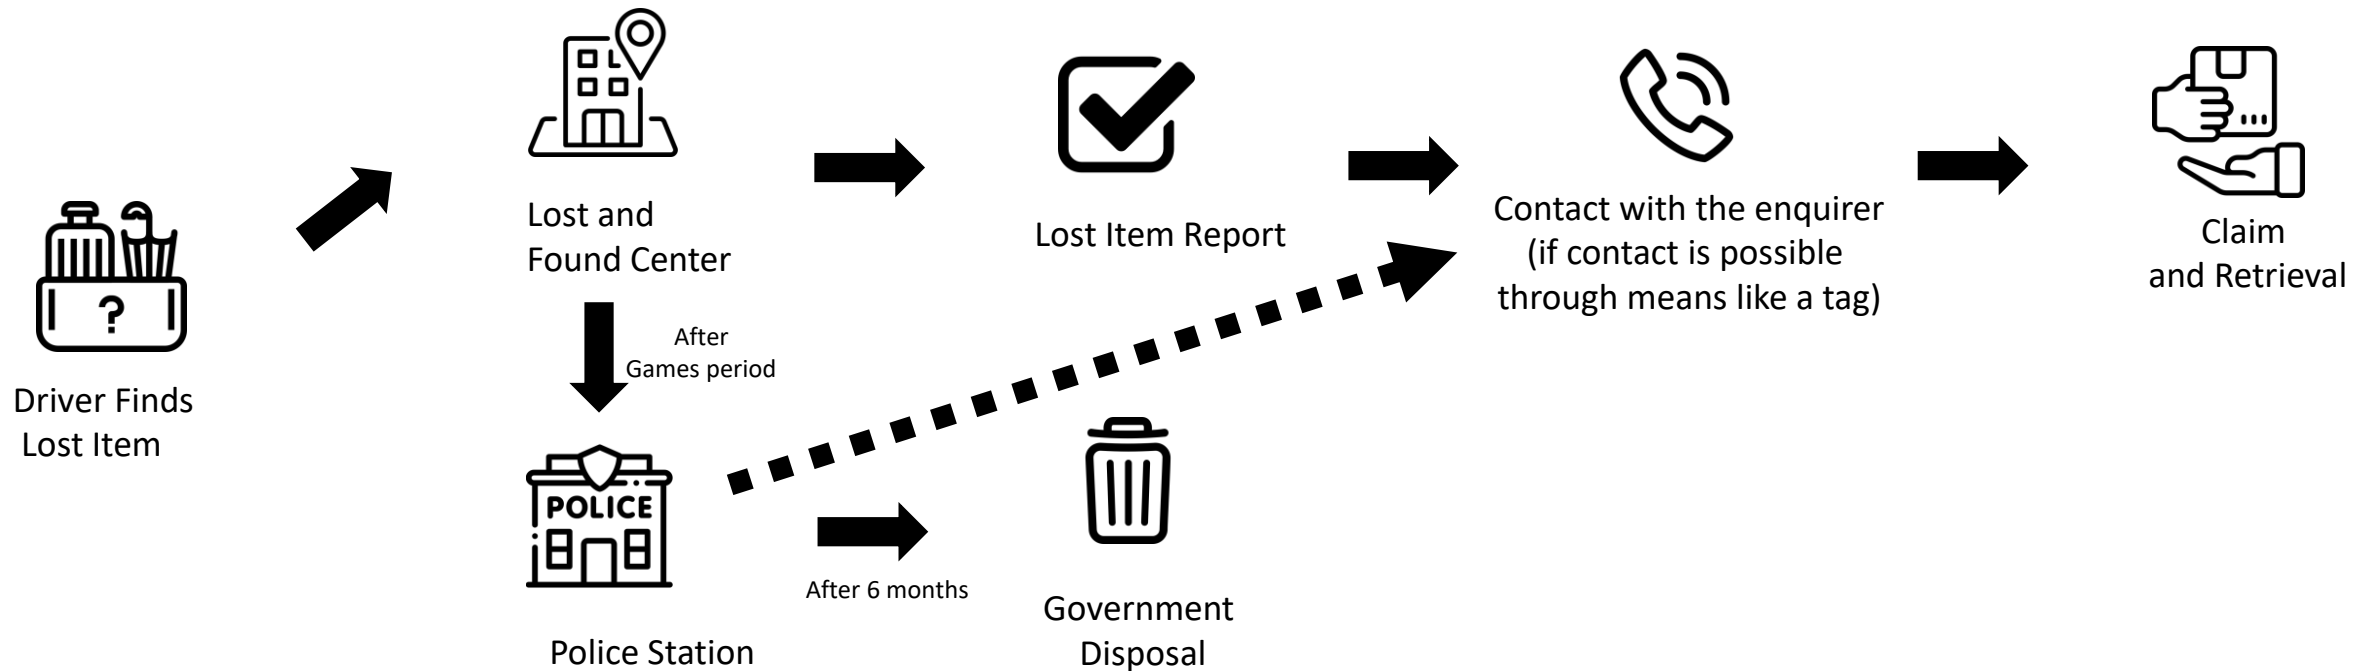 Driver Finds
Lost Item
?
Lost and
Found Center
After
Games period
POLICE
Police Station
After 6 months
Government
Disposal
Lost Item Report
Contact with the enquirer
(if contact is possible
through means like a tag)
Claim
and Retrieval